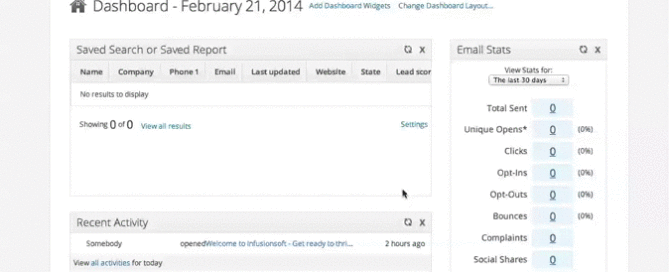 Dashboard - February 21, 2014 Add Dashboard Widgets Change Dashboard Layout...
Saved Search or Saved Report X
Name Company Phone 1 Email Last updated Website State Lead scor
No results to display
Showing 0 of 0 View all results Settings
Recent Activity X
Somebody openedWelcome to Infusionsoft - Get ready to thri... 2 hours ago
View all activities for today
Email Stats X
View Stats for:
The last 30 days
Total Sent 0
Unique Opens* 0 (0%)
Clicks 0 (0%)
Opt-Ins 0 (0%)
Opt-Outs 0 (0%)
Bounces 0 (0%)
Complaints 0
Social Shares 0